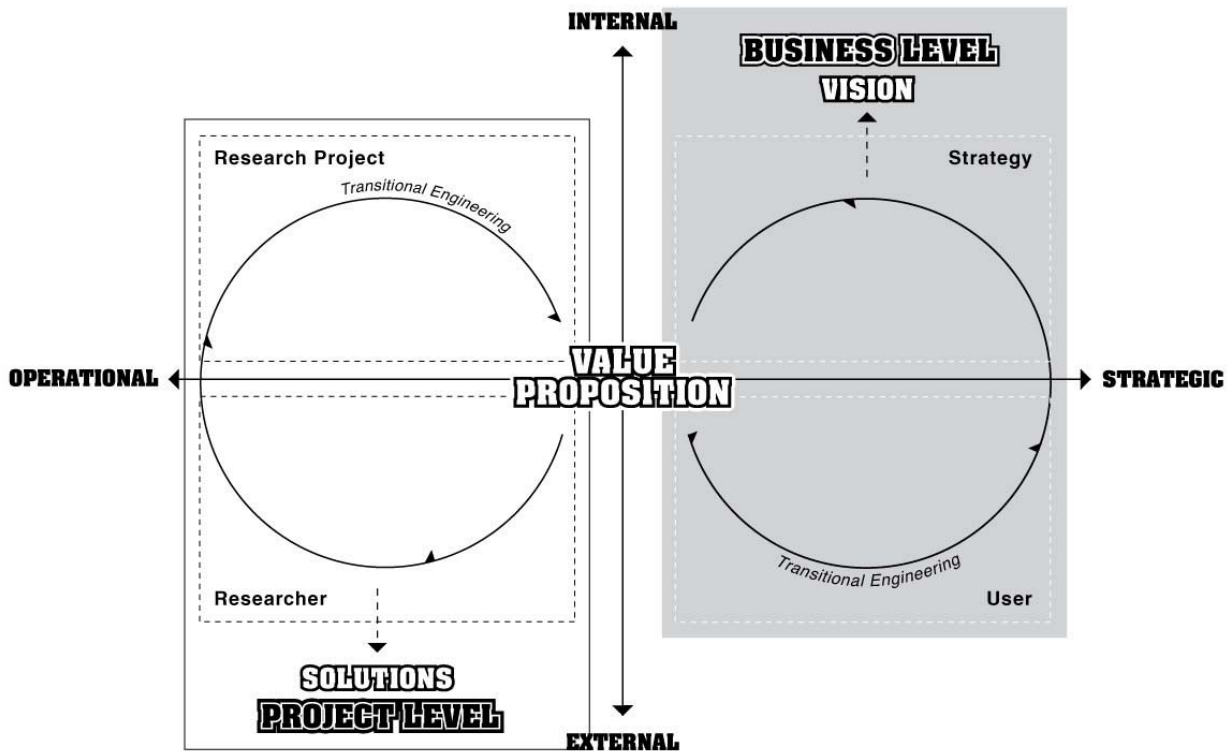 INTERNAL
BUSINESS LEVEL
VISION
Research Project
Strategy
Transitional Engineering
OPERATIONAL
VALUE
PROPOSITION
STRATEGIC
Transitional Engineering
Researcher
User
SOLUTIONS
PROJECT LEVEL
EXTERNAL